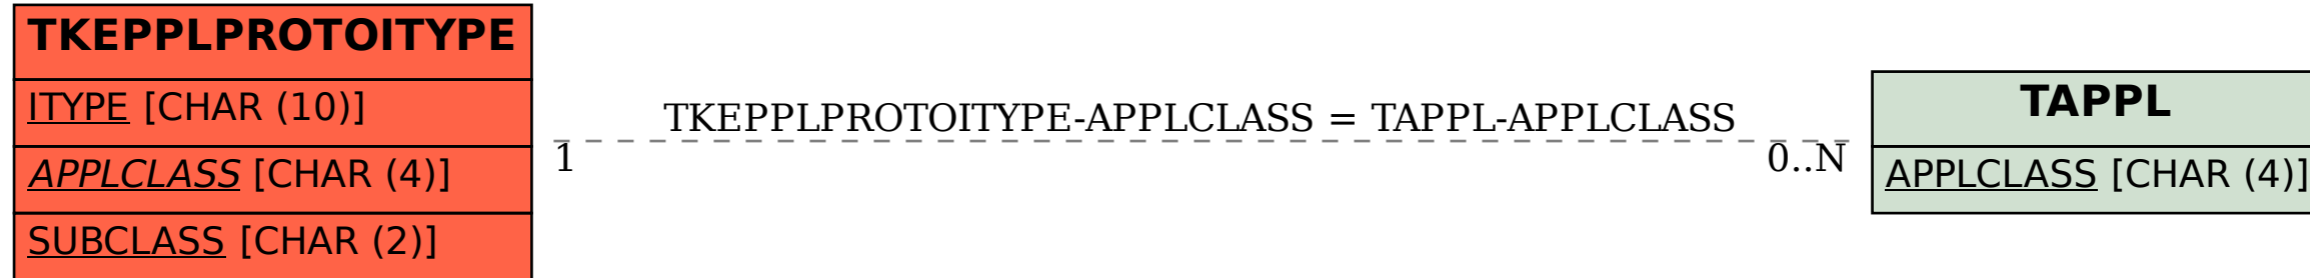 TKEPPLPROTOITYPE
ITYPE [CHAR (10)]
APPLCLASS [CHAR (4)]
SUBCLASS [CHAR (2)]
TKEPPLPROTOITYPE-APPLCLASS = TAPPL-APPLCLASS
1
0..N
TAPPL
APPLCLASS [CHAR (4)]